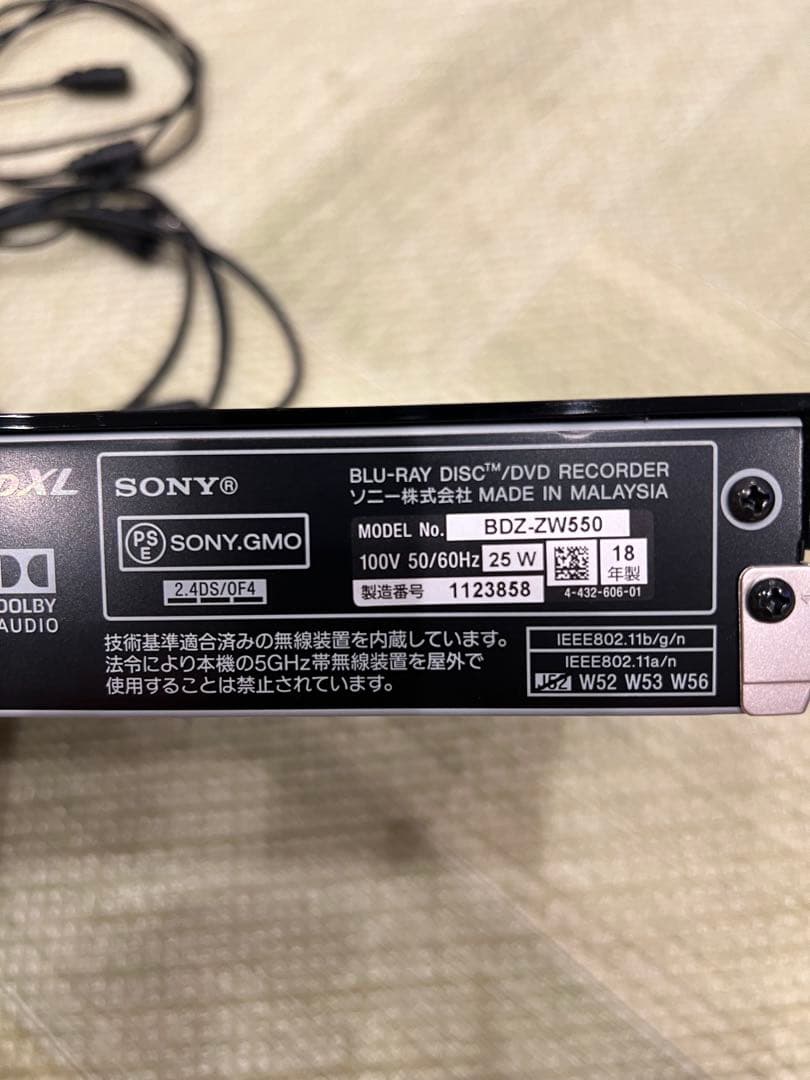 DXL
SONY®
BLU-RAY DISC™/DVD RECORDER
ソニー株式会社 MADE IN MALAYSIA
PSE SONY.GMO
MODEL No. BDZ-ZW550
100V 50/60Hz 25 W
18年製
2.4DS/OF4
製造番号 1123858
4-432-606-01
DOLBY
AUDIO
技術基準適合済みの無線装置を内蔵しています。
法令により本機の5GHz帯無線装置を屋外で
使用することは禁止されています。
IEEE802.11b/g/n
IEEE802.11a/n
J52 W52 W53 W56